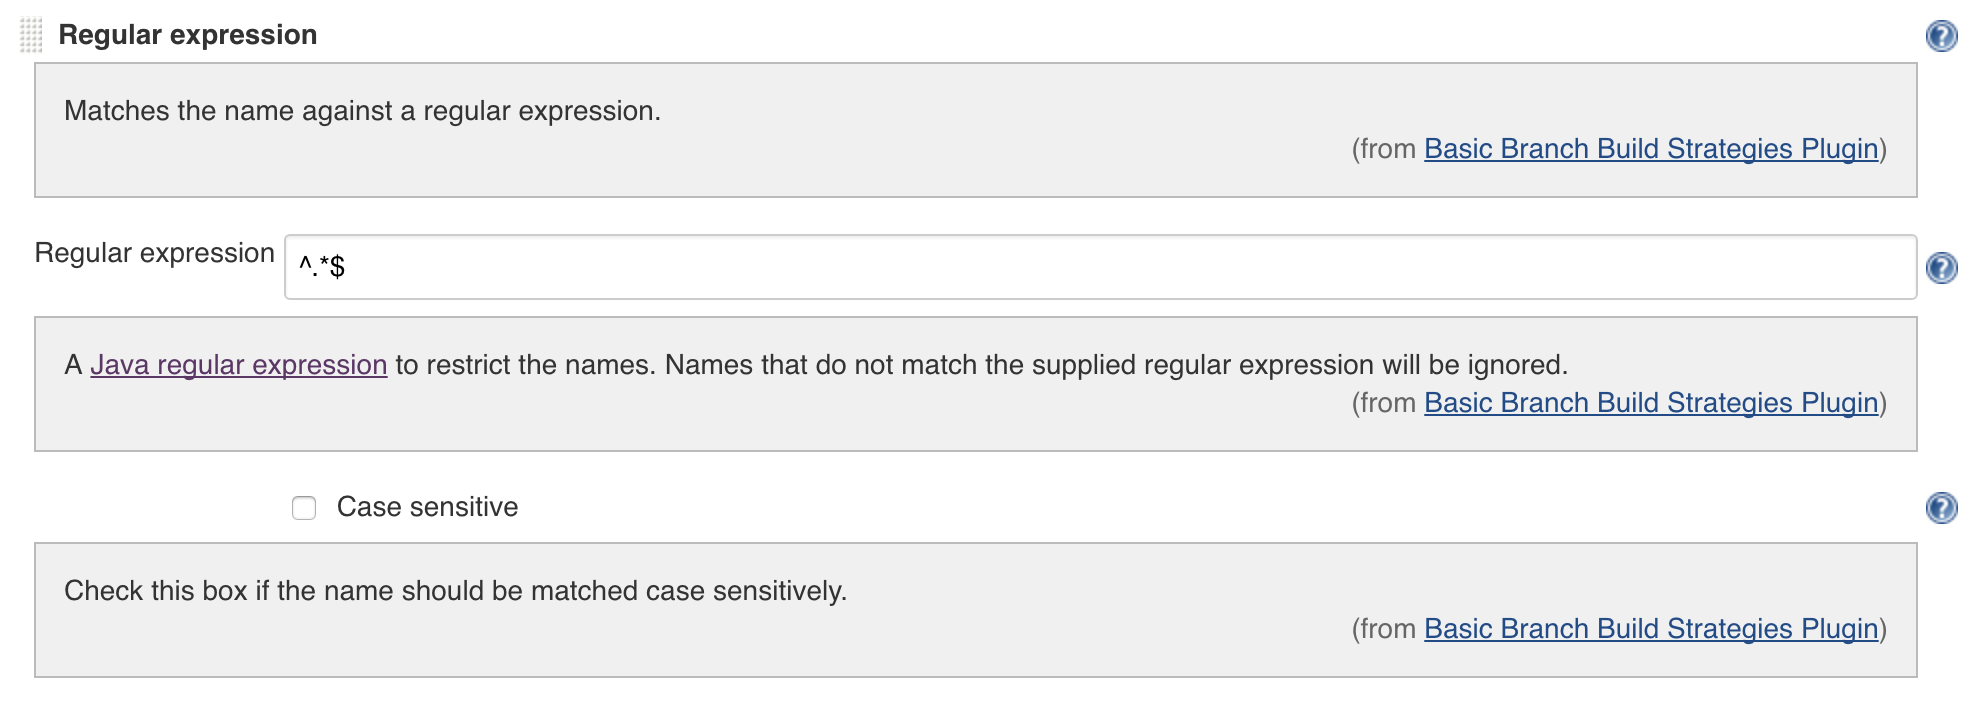 Regular expression
Matches the name against a regular expression.
(from Basic Branch Build Strategies Plugin)
Regular expression ^.*$
A Java regular expression to restrict the names. Names that do not match the supplied regular expression will be ignored.
(from Basic Branch Build Strategies Plugin)
Case sensitive
Check this box if the name should be matched case sensitively.
(from Basic Branch Build Strategies Plugin)